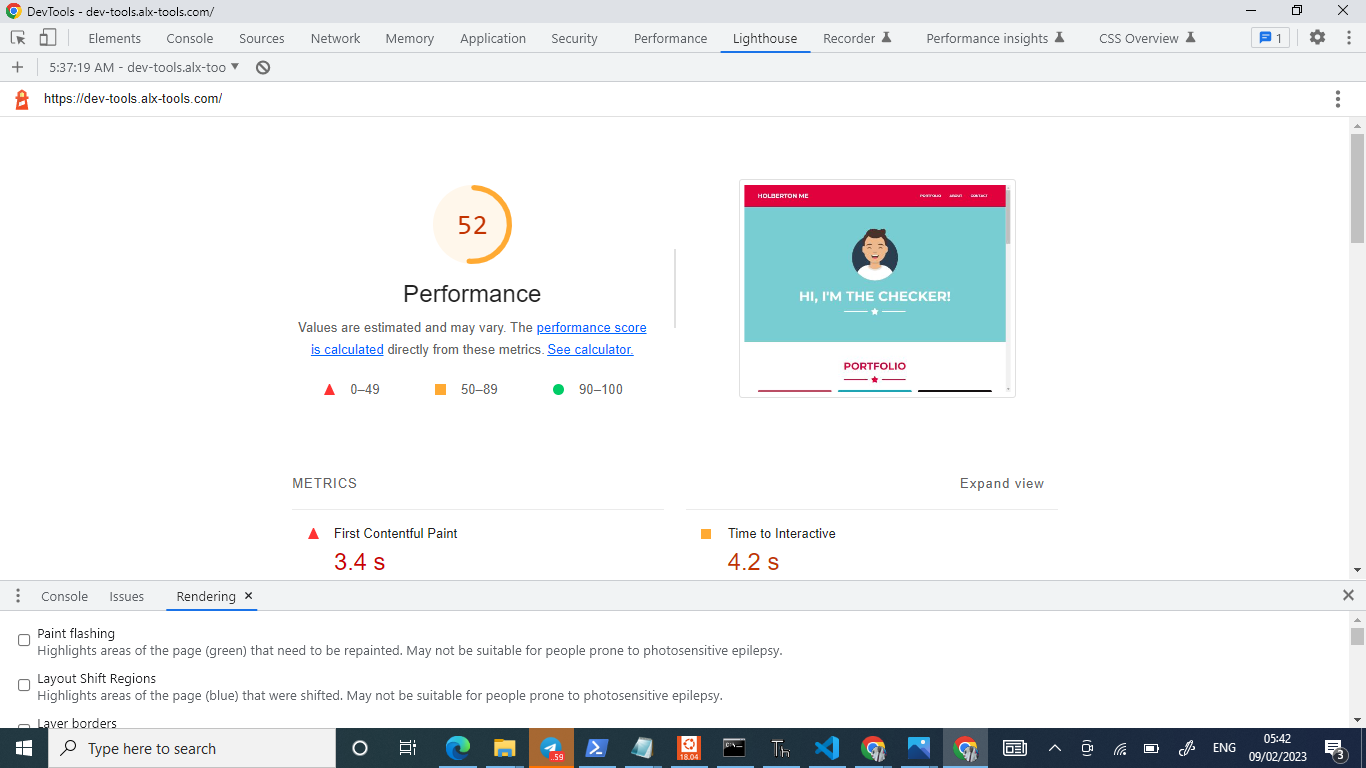 DevTools - dev-tools.alx-tools.com/
Elements Console Sources Network Memory Application Security Performance Lighthouse Recorder Performance insights CSS Overview 1
5:37:19 AM - dev-tools.alx-too
https://dev-tools.alx-tools.com/
52
Performance
Values are estimated and may vary. The performance score
is calculated directly from these metrics. See calculator.
0–49 50–89 90–100
HOLBERTON ME PORTFOLIO ABOUT CONTACT
HI, I'M THE CHECKER!
PORTFOLIO
METRICS Expand view
First Contentful Paint
3.4 s
Time to Interactive
4.2 s
Console Issues Rendering
Paint flashing
Highlights areas of the page (green) that need to be repainted. May not be suitable for people prone to photosensitive epilepsy.
Layout Shift Regions
Highlights areas of the page (blue) that were shifted. May not be suitable for people prone to photosensitive epilepsy.
Layer borders
Type here to search
.59
18.04
Th
ENG
05:42
09/02/2023
3